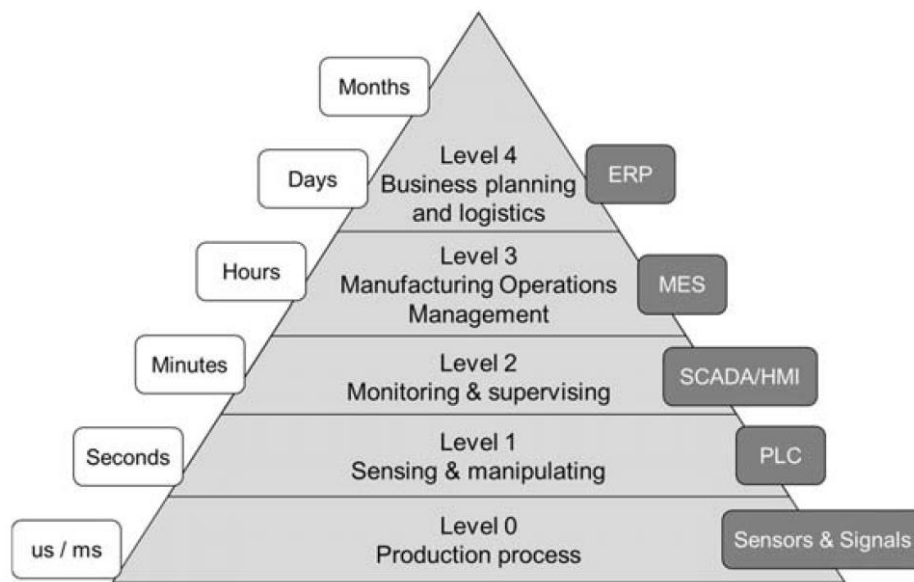 Months
Days
Level 4
Business planning
and logistics
ERP
Hours
Level 3
Manufacturing Operations
Management
MES
Minutes
Level 2
Monitoring & supervising
SCADA/HMI
Seconds
Level 1
Sensing & manipulating
PLC
us / ms
Level 0
Production process
Sensors & Signals